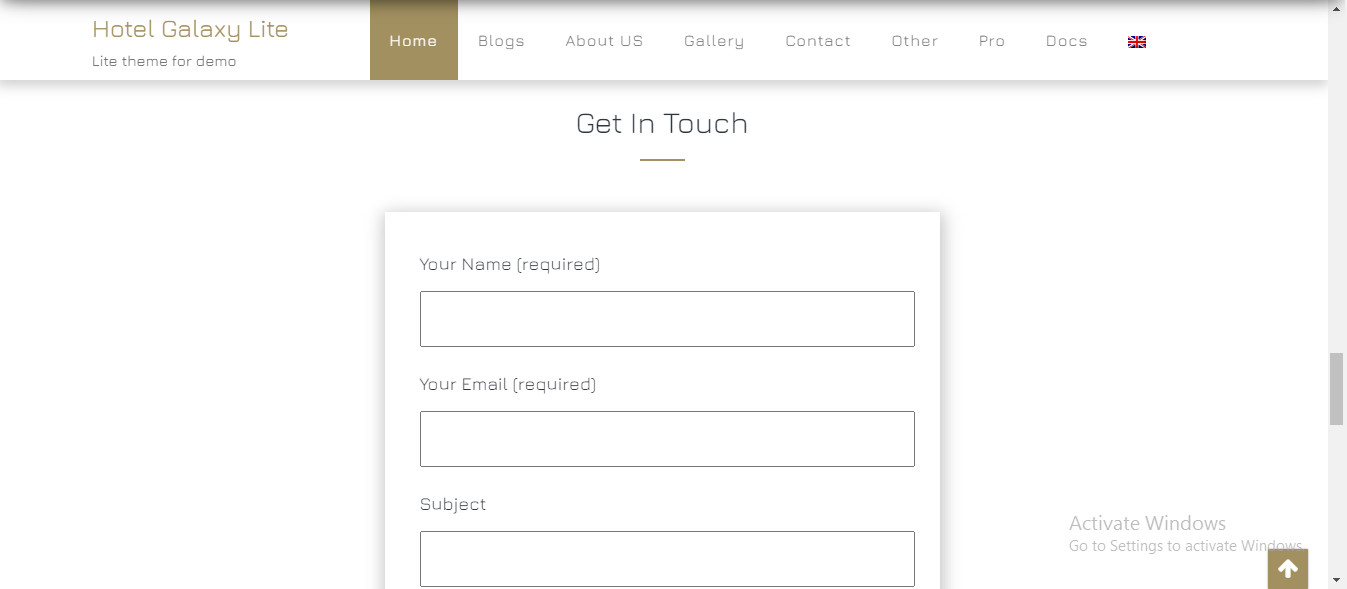 Hotel Galaxy Lite
Lite theme for demo
Home Blogs About US Gallery Contact Other Pro Docs
Get In Touch
Your Name (required)
Your Email (required)
Subject
Activate Windows
Go to Settings to activate Windows.